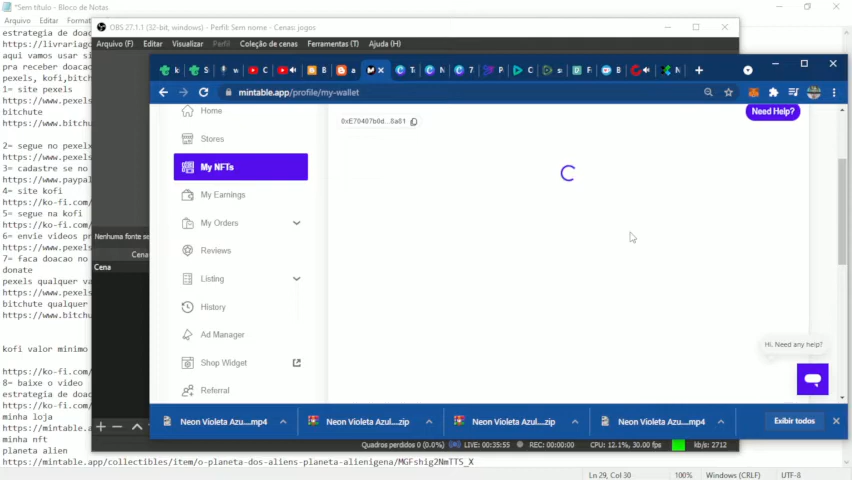 *Sem título - Bloco de Notas
Arquivo Editar Format
estrategia de doac
https://livrariago
aqui vamos usar si
pra receber doacao
pexels, kofi,bitch
1= site pexels
https://www.pexels
bitchute
https://www.bitchu
2= segue no pexelx
https://www.pexels
3= cadastre se no
https://www.paypal
4= site kofi
https://ko-fi.com/
5= segue na kofi
https://ko-fi.com/
6= envie videos pr
https://www.pexels
7= faca doacao no
donate
pexels qualquer va
https://www.pexels
bitchute qualquer
https://www.bitchu
kofi valor minimo
https://ko-fi.com/
8= baixe o video
estrategia de doac
https://ko-fi.com/
minha loja
https://mintable.a
minha nft
planeta alien
https://mintable.app/collectibles/item/o-planeta-dos-aliens-planeta-alienigena/MGFshig2NmTTS_X
Ln 29, Col 30 100% Windows (CRLF) UTF-8
OBS 27.1.1 (32-bit, windows) - Perfil: Sem nome - Cenas: jogos
Arquivo (F) Editar Visualizar Perfil Coleção de cenas Ferramentas (T) Ajuda (H)
Nenhuma fonte se
Cena
Cena
Quadros perdidos 0 (0.0%) LIVE: 00:35:55 REC: 00:00:00 CPU: 12.1%, 30.00 fps kb/s: 2712
mintable.app/profile/my-wallet
Need Help?
0xE70407b0d...8a81
Home
Stores
My NFTs
My Earnings
My Orders
Reviews
Listing
History
Ad Manager
Shop Widget
Referral
Hi. Need any help?
Neon Violeta Azu....mp4 Neon Violeta Azul....zip Neon Violeta Azul....zip Neon Violeta Azu....mp4 Exibir todos